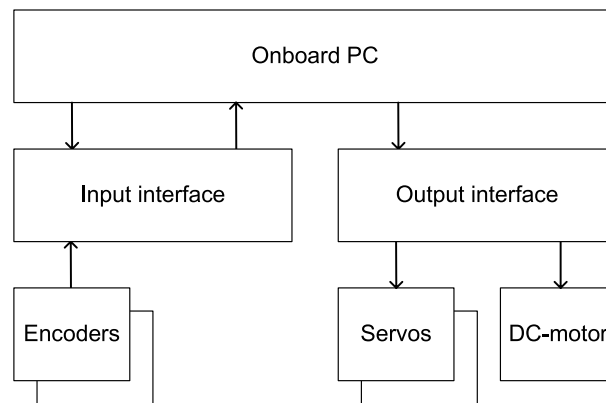 Onboard PC
Input interface
Output interface
Encoders
Servos
DC-motor